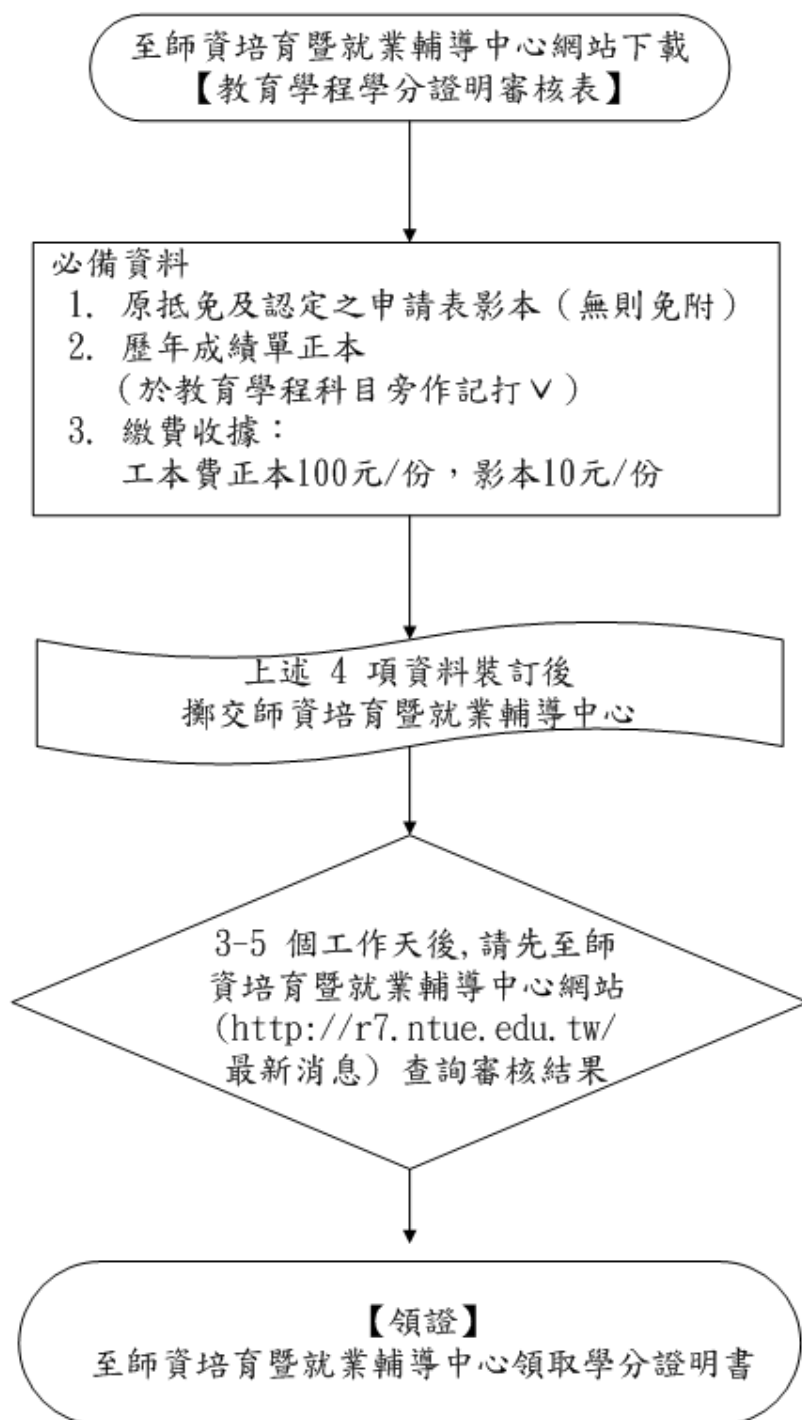 至師資培育暨就業輔導中心網站下載
【教育學程學分證明審核表】
必備資料
1. 原抵免及認定之申請表影本（無則免附）
2. 歷年成績單正本
（於教育學程科目旁作記打∨）
3. 繳費收據：
工本費正本100元/份，影本10元/份
上述 4 項資料裝訂後
擲交師資培育暨就業輔導中心
3-5 個工作天後,請先至師
資培育暨就業輔導中心網站
(http://r7.ntue.edu.tw/
最新消息) 查詢審核結果
【領證】
至師資培育暨就業輔導中心領取學分證明書